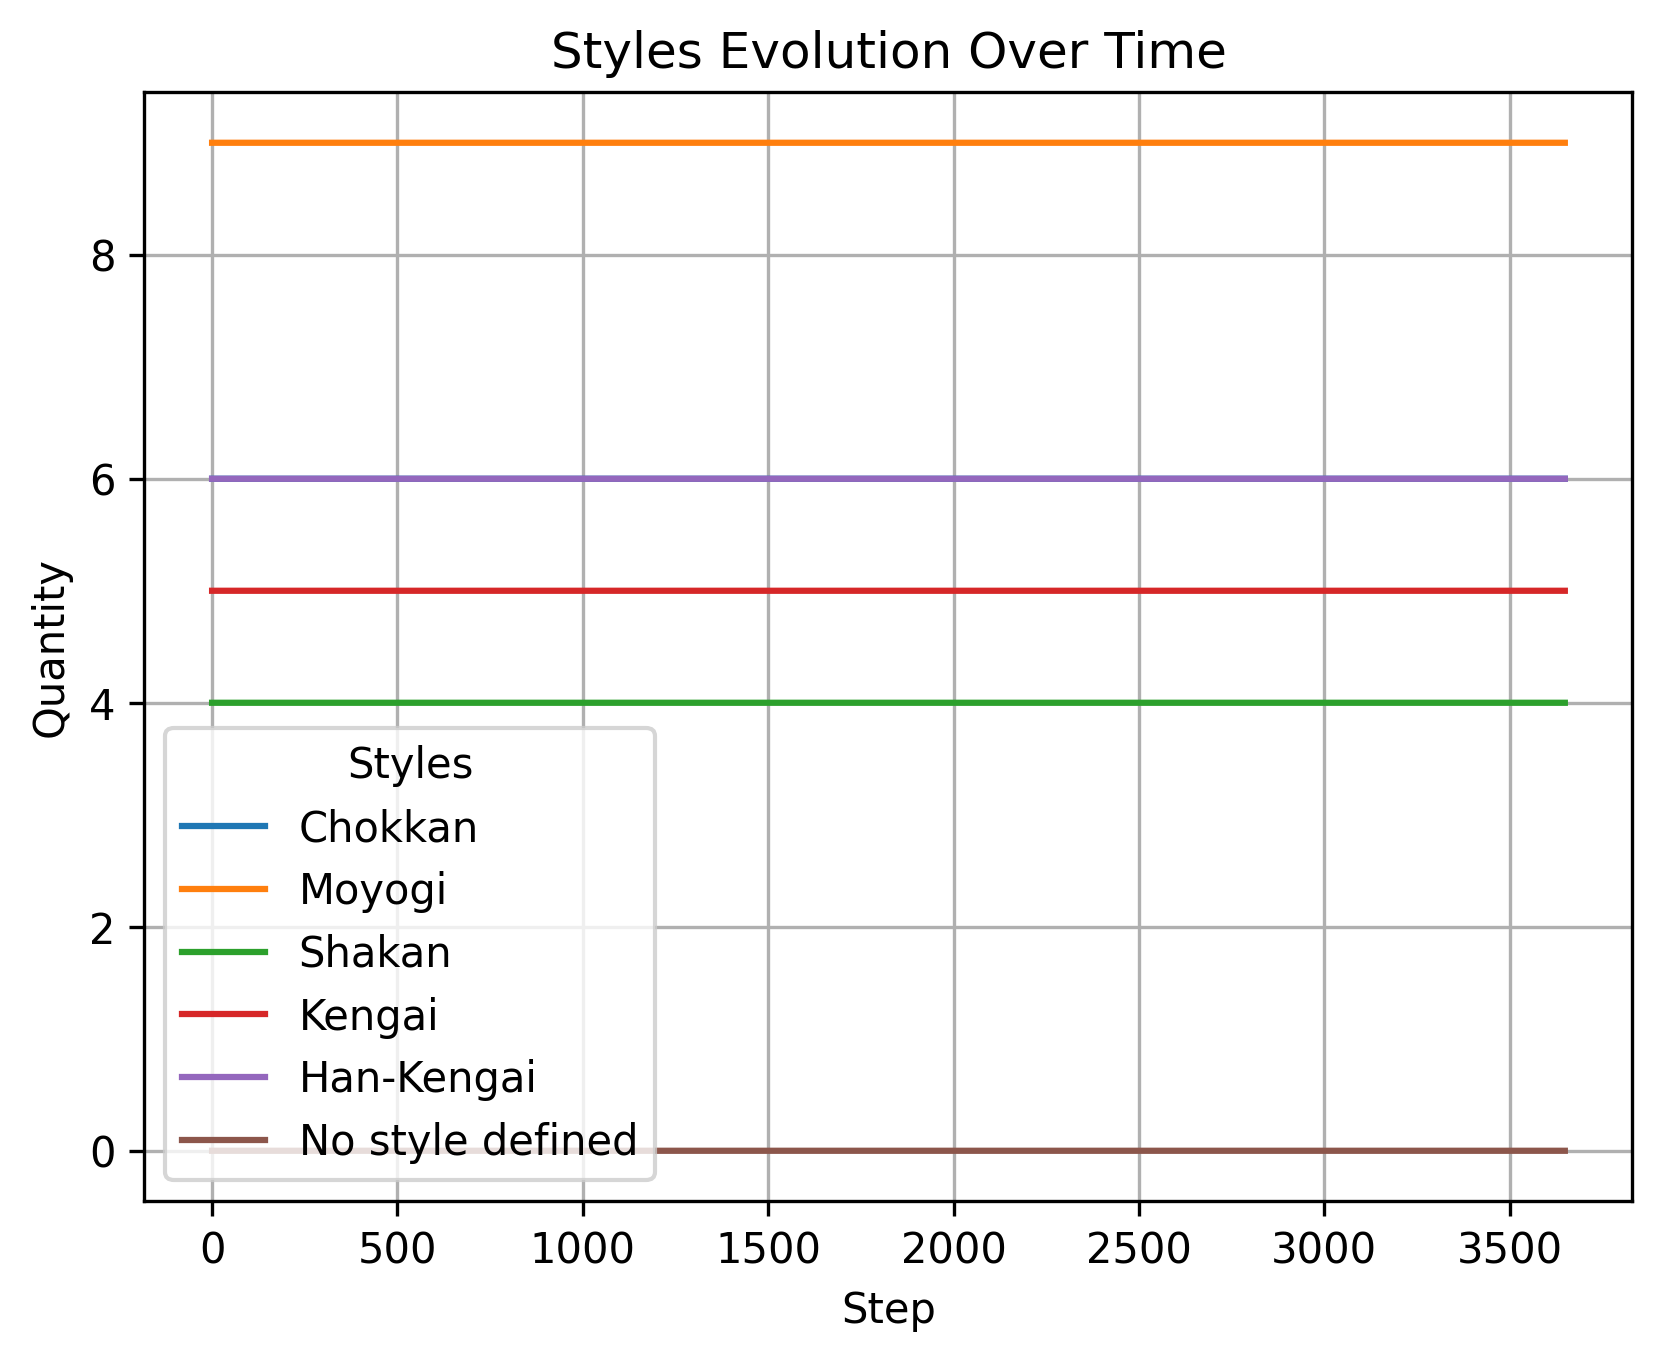 Styles Evolution Over Time
Quantity
8
6
4
2
0
Styles
Chokkan
Moyogi
Shakan
Kengai
Han-Kengai
No style defined
0 500 1000 1500 2000 2500 3000 3500
Step